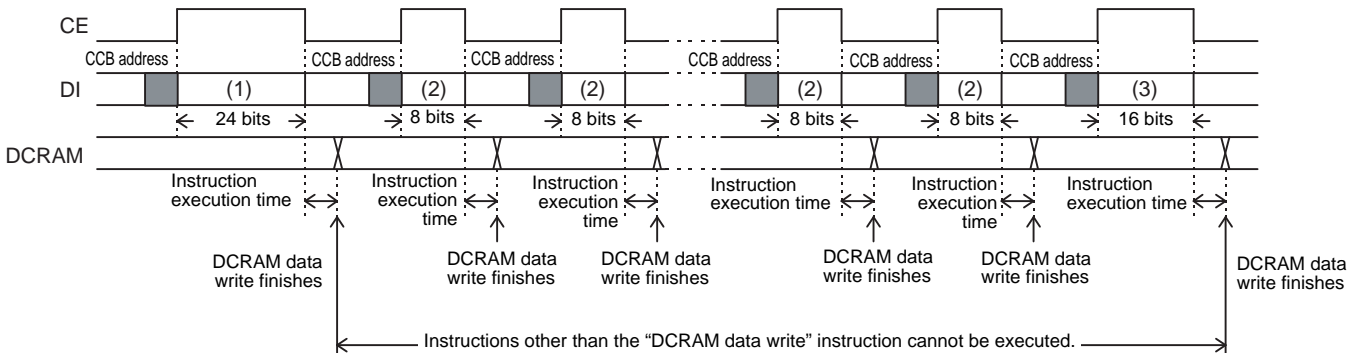 CE
CCB address CCB address CCB address CCB address CCB address CCB address
DI (1) (2) (2) (2) (2) (3)
24 bits 8 bits 8 bits 8 bits 8 bits 16 bits
DCRAM
Instruction
execution time
Instruction
execution
time
Instruction
execution
time
Instruction
execution time
Instruction
execution
time
Instruction
execution time
DCRAM data
write finishes
DCRAM data
write finishes
DCRAM data
write finishes
DCRAM data
write finishes
DCRAM data
write finishes
DCRAM data
write finishes
Instructions other than the “DCRAM data write” instruction cannot be executed.